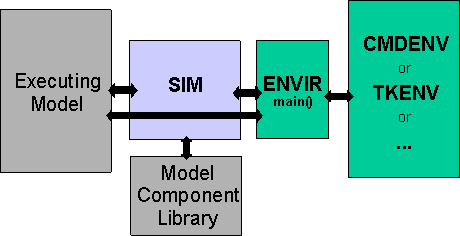 Executing
Model
SIM
ENVIR
main()
CMDENV
or
TKENV
or
...
Model
Component
Library